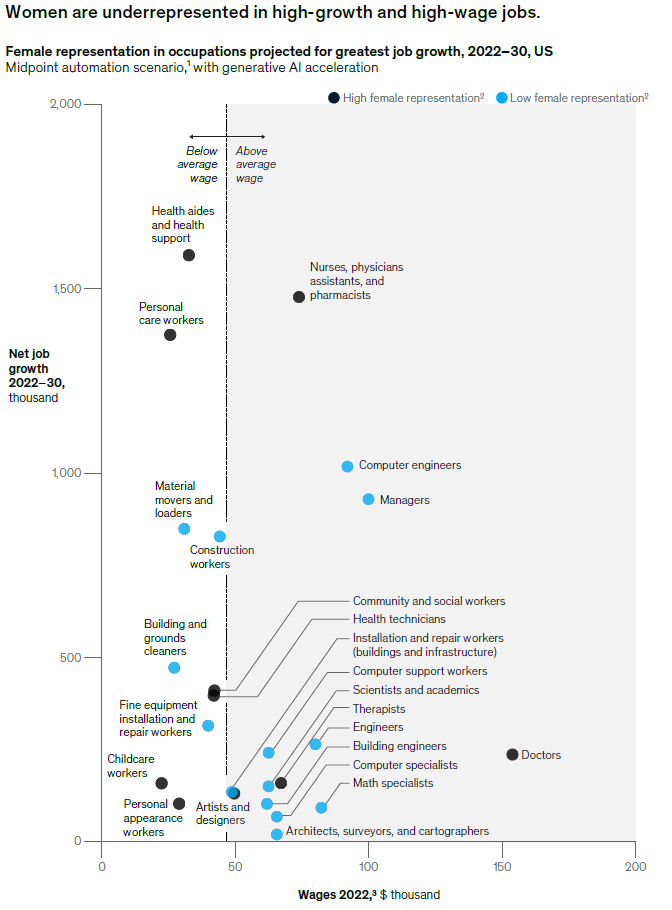 Women are underrepresented in high-growth and high-wage jobs.
Female representation in occupations projected for greatest job growth, 2022–30, US
Midpoint automation scenario,¹ with generative AI acceleration
High female representation²
Low female representation²
2,000
Below
average
wage
Above
average
wage
Health aides
and health
support
Nurses, physicians
assistants, and
pharmacists
1,500
Personal
care workers
Net job
growth
2022–30,
thousand
Computer engineers
1,000
Managers
Material
movers and
loaders
Construction
workers
Community and social workers
Health technicians
Installation and repair workers
(buildings and infrastructure)
Building and
grounds
cleaners
500
Computer support workers
Scientists and academics
Therapists
Engineers
Building engineers
Computer specialists
Math specialists
Fine equipment
installation and
repair workers
Doctors
Childcare
workers
Personal
appearance
workers
Artists and
designers
Architects, surveyors, and cartographers
0
0
50
100
150
200
Wages 2022,³ $ thousand